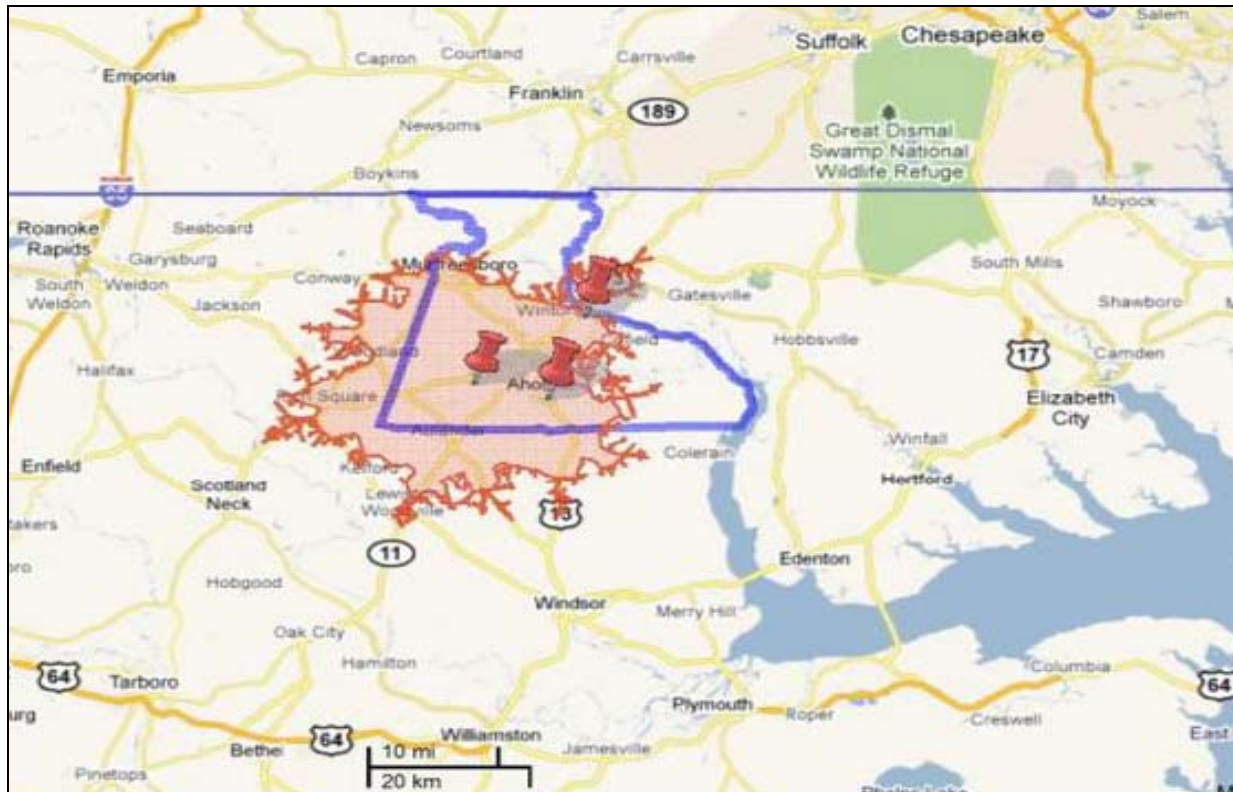 Salem
Suffolk
Chesapeake
Courtland
Capron
Carrsville
Emporia
Franklin
189
Newsoms
Great Dismal
Swamp National
Wildlife Refuge
Boykins
95
Moyock
Roanoke
Rapids
Seaboard
Garysburg
Conway
South Mills
South
Weldon
Weldon
Jackson
Gatesville
Shawboro
Hobbsville
17
Camden
Halifax
Square
Elizabeth
City
Colerain
Winfall
Enfield
Hertford
Scotland
Neck
13
11
Edenton
Hobgood
Windsor
Merry Hill
Oak City
Hamilton
Columbia
64
Tarboro
64
Plymouth
Roper
Creswell
East
64
Williamston
Bethel
Jamesville
10 mi
20 km
Pinetops